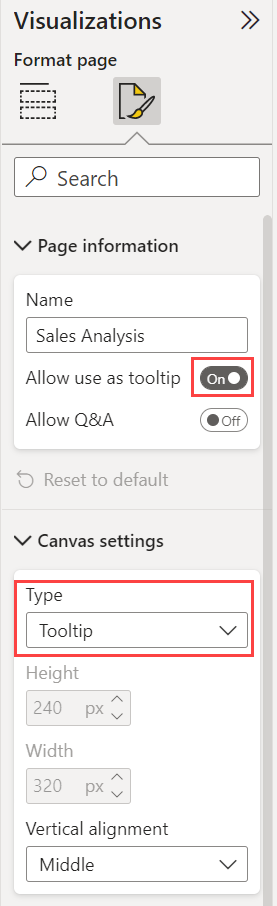 Visualizations
Format page
Search
Page information
Name
Sales Analysis
Allow use as tooltip On
Allow Q&A Off
Reset to default
Canvas settings
Type
Tooltip
Height
240 px
Width
320 px
Vertical alignment
Middle